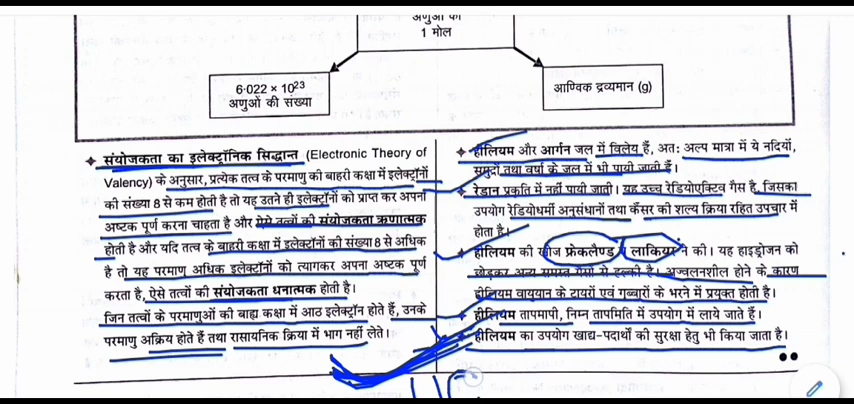 अणुओं का
1 मोल
6·022 × 10²³
अणुओं की संख्या
आण्विक द्रव्यमान (g)
✦ संयोजकता का इलेक्ट्रॉनिक सिद्धान्त (Electronic Theory of
Valency) के अनुसार, प्रत्येक तत्व के परमाणु की बाहरी कक्षा में इलेक्ट्रॉनों
की संख्या 8 से कम होती है तो यह उतने ही इलेक्ट्रॉनों को प्राप्त कर अपना
अष्टक पूर्ण करना चाहता है और ऐसे तत्वों की संयोजकता ऋणात्मक
होती है और यदि तत्व के बाहरी कक्षा में इलेक्ट्रॉनों की संख्या 8 से अधिक
है तो यह परमाणु अधिक इलेक्ट्रॉनों को त्यागकर अपना अष्टक पूर्ण
करता है, ऐसे तत्वों की संयोजकता धनात्मक होती है।
जिन तत्वों के परमाणुओं की बाह्य कक्षा में आठ इलेक्ट्रॉन होते हैं, उनके
परमाणु अक्रिय होते हैं तथा रासायनिक क्रिया में भाग नहीं लेते।
✦ हीलियम और आर्गन जल में विलेय हैं, अतः अल्प मात्रा में ये नदियों,
समुद्रों तथा वर्षा के जल में भी पायी जाती हैं।
✦ रेडान प्रकृति में नहीं पायी जाती। यह उच्च रेडियोएक्टिव गैस है, जिसका
उपयोग रेडियोधर्मी अनुसंधानों तथा कैंसर की शल्य क्रिया रहित उपचार में
होता है।
✦ हीलियम की खोज फ्रेकलैण्ड व लाकियर ने की। यह हाइड्रोजन को
छोड़कर अन्य समस्त गैसों से हल्की है। अज्वलनशील होने के कारण
हीलियम वायुयान के टायरों एवं गुब्बारों के भरने में प्रयुक्त होती है।
✦ हीलियम तापमापी, निम्न तापमिति में उपयोग में लाये जाते हैं।
✦ हीलियम का उपयोग खाद्य-पदार्थों की सुरक्षा हेतु भी किया जाता है।